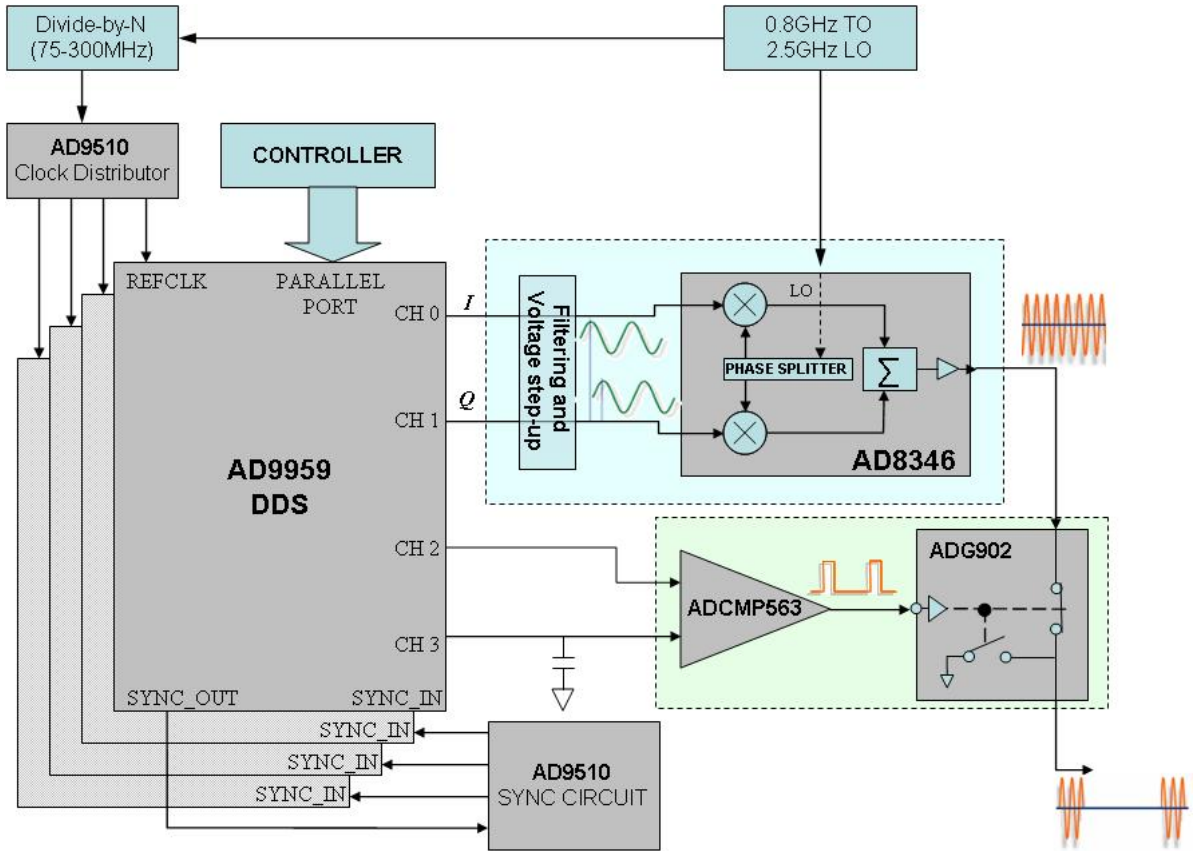 Divide-by-N
(75-300MHz)
0.8GHz TO
2.5GHz LO
AD9510
Clock Distributor
CONTROLLER
REFCLK
PARALLEL
PORT
CH 0
I
Filtering and
Voltage step-up
LO
PHASE SPLITTER
Σ
AD8346
Q
CH 1
AD9959
DDS
CH 2
CH 3
ADCMP563
ADG902
SYNC_OUT
SYNC_IN
SYNC_IN
SYNC_IN
SYNC_IN
AD9510
SYNC CIRCUIT